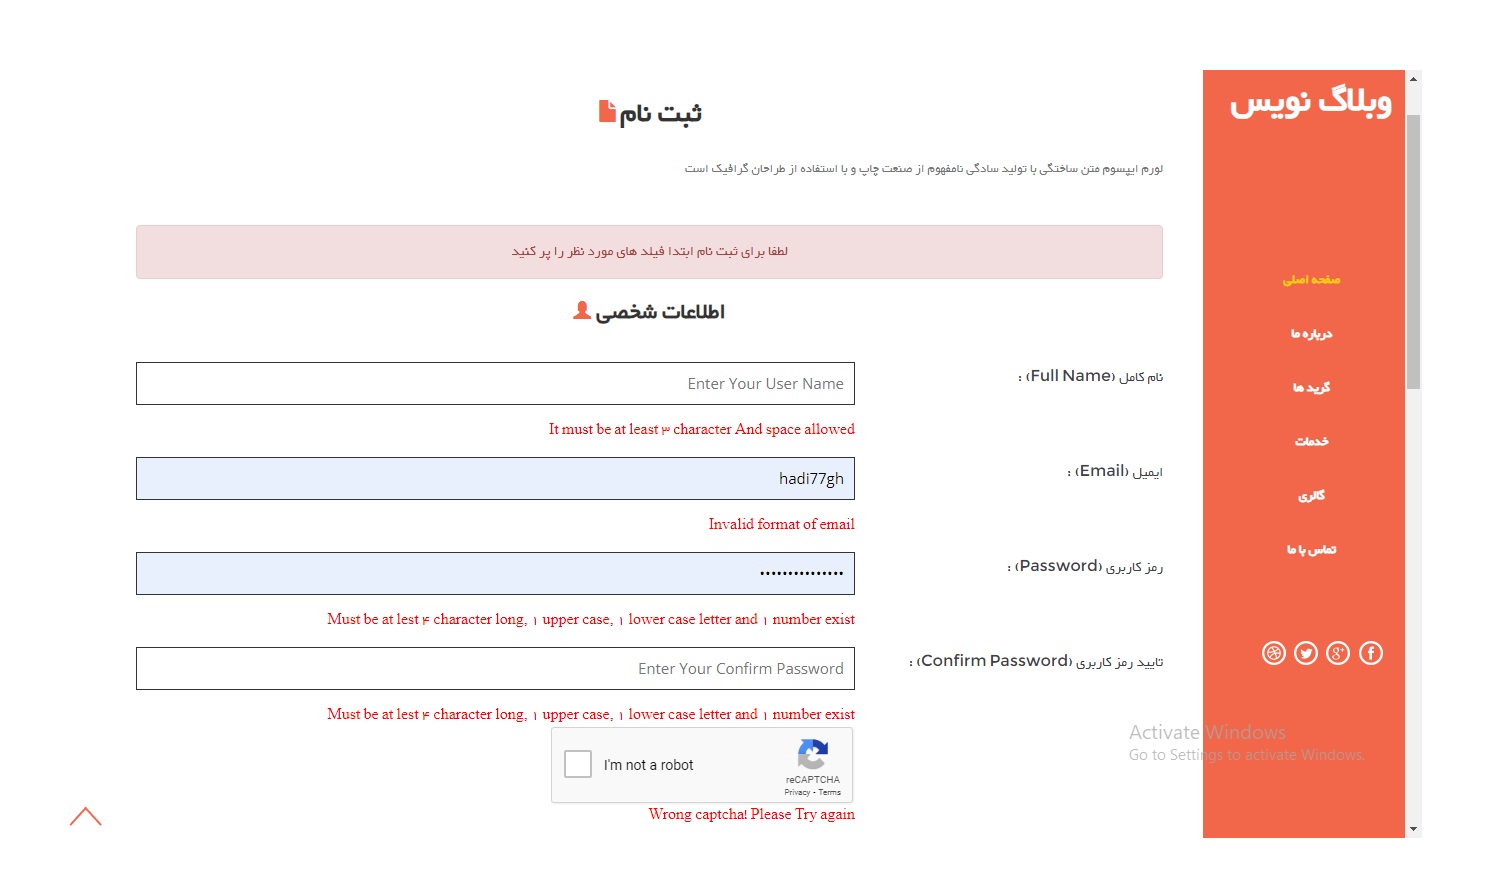 وبلاگ نویس
صفحه اصلی
درباره ما
گرید ها
خدمات
گالری
تماس با ما
ثبت نام
لورم ایپسوم متن ساختگی با تولید سادگی نامفهوم از صنعت چاپ و با استفاده از طراحان گرافیک است
لطفا برای ثبت نام ابتدا فیلد های مورد نظر را پر کنید
اطلاعات شخصی
نام کامل (Full Name) :
Enter Your User Name
It must be at least ۳ character And space allowed
ایمیل (Email) :
hadi77gh
Invalid format of email
رمز کاربری (Password) :
•••••••••••••••
Must be at lest ۴ character long, ۱ upper case, ۱ lower case letter and ۱ number exist
تایید رمز کاربری (Confirm Password) :
Enter Your Confirm Password
Must be at lest ۴ character long, ۱ upper case, ۱ lower case letter and ۱ number exist
I'm not a robot
reCAPTCHA
Privacy - Terms
Wrong captcha! Please Try again
Activate Windows
Go to Settings to activate Windows.